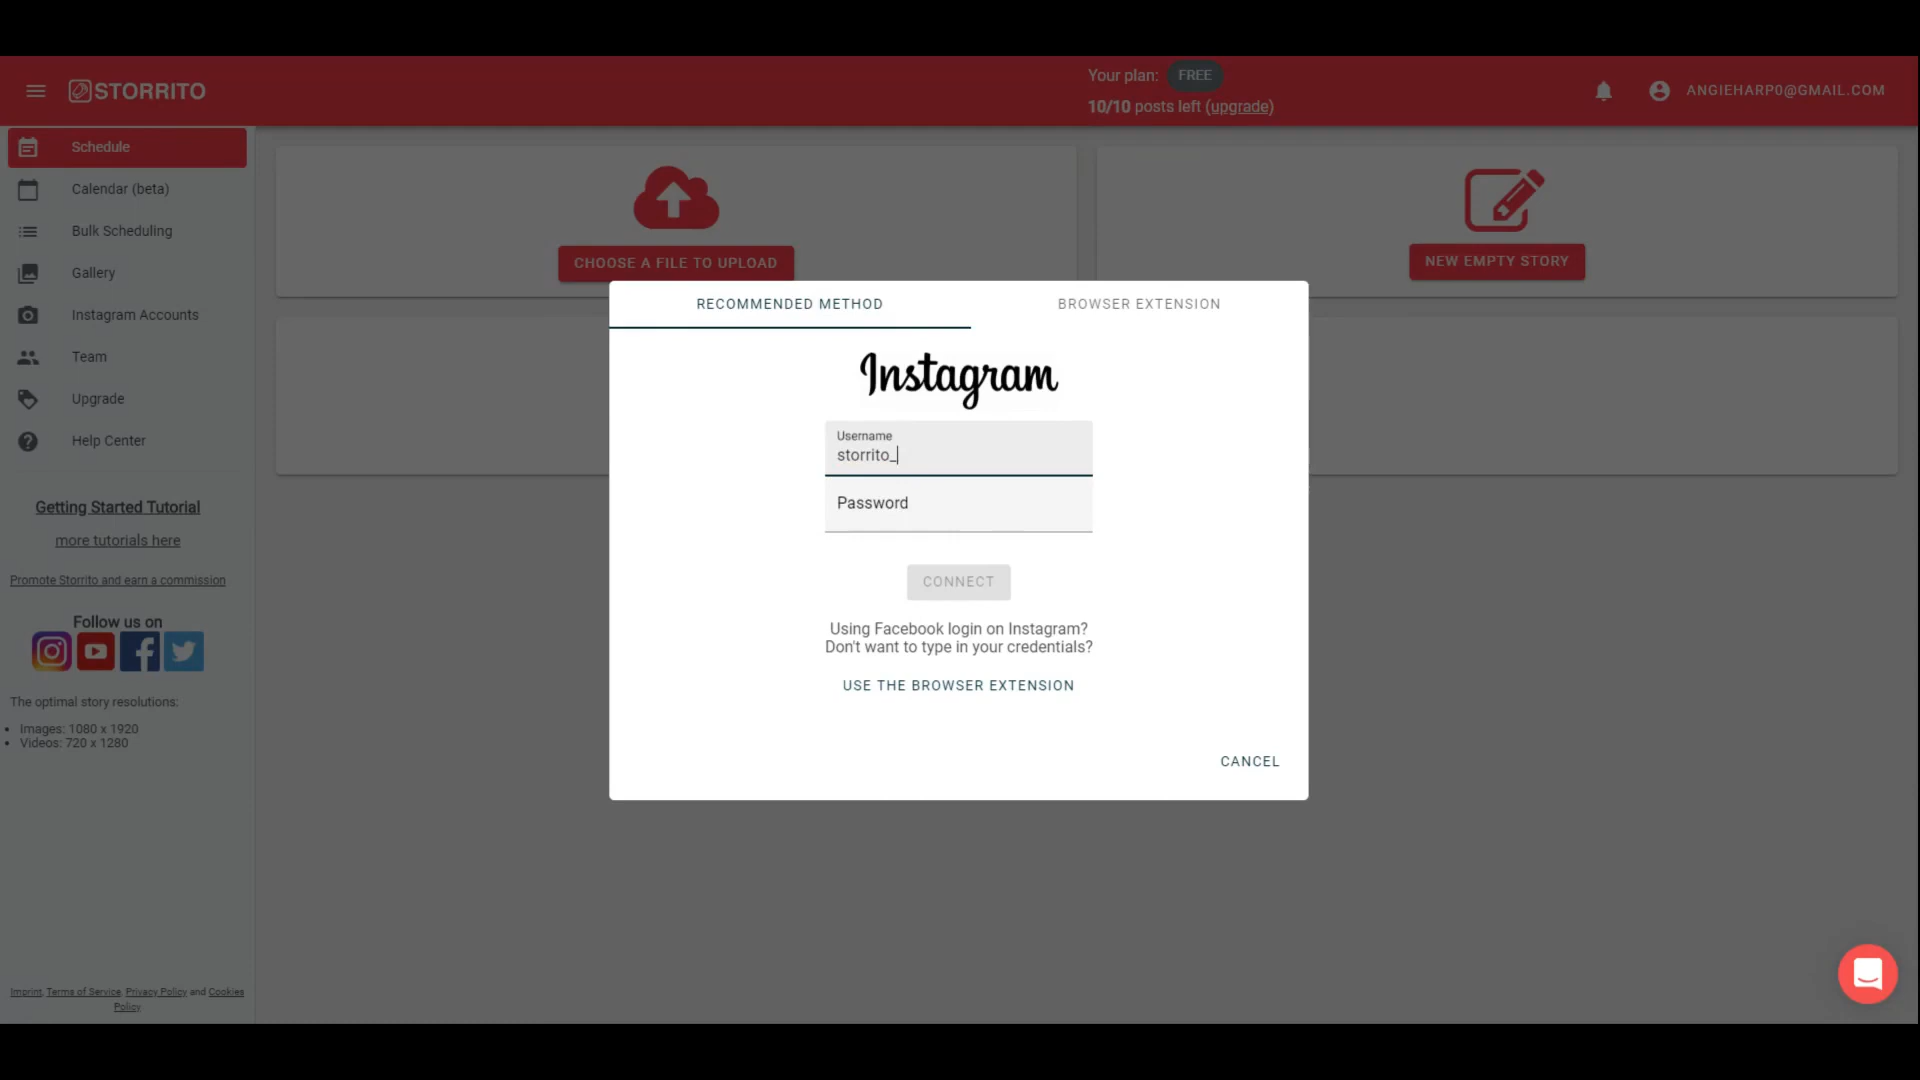 STORRITO
Your plan: FREE
10/10 posts left (upgrade)
ANGIEHARP0@GMAIL.COM
Schedule
Calendar (beta)
Bulk Scheduling
Gallery
Instagram Accounts
Team
Upgrade
Help Center
Getting Started Tutorial
more tutorials here
Promote Storrito and earn a commission
Follow us on
The optimal story resolutions:
Images: 1080 x 1920
Videos: 720 x 1280
Imprint, Terms of Service, Privacy Policy and Cookies
Policy
CHOOSE A FILE TO UPLOAD
NEW EMPTY STORY
RECOMMENDED METHOD
BROWSER EXTENSION
Instagram
Username
storrito_
Password
CONNECT
Using Facebook login on Instagram?
Don't want to type in your credentials?
USE THE BROWSER EXTENSION
CANCEL